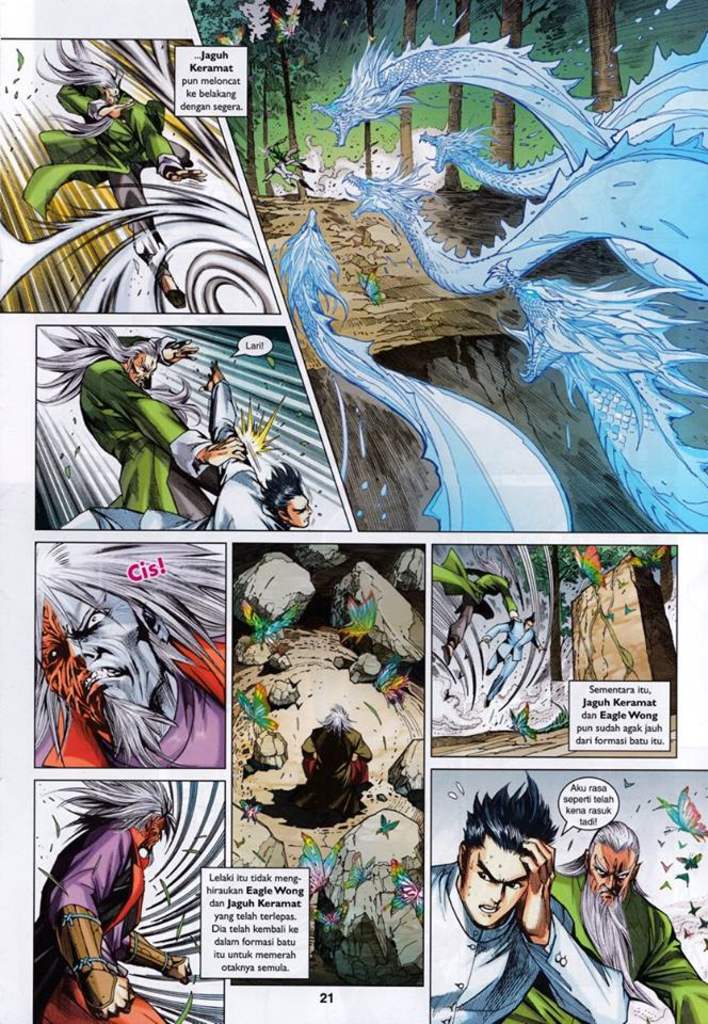 ...Jaguh
Keramat
pun meloncat
ke belakang
dengan segera.
Lari!
Cis!
Sementara itu,
Jaguh Keramat
dan Eagle Wong
pun sudah agak jauh
dari formasi batu itu.
Lelaki itu tidak meng-
hiraukan Eagle Wong
dan Jaguh Keramat
yang telah terlepas.
Dia telah kembali ke
dalam formasi batu
itu untuk memerah
otaknya semula.
Aku rasa
seperti telah
kena rasuk
tadi!
21